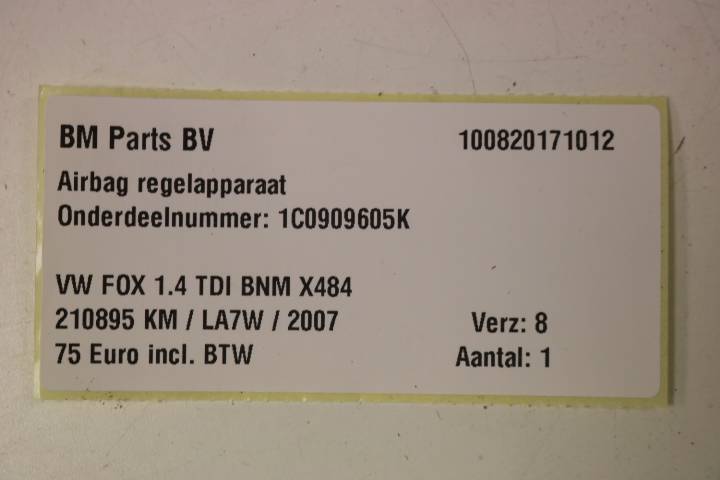 BM Parts BV 100820171012
Airbag regelapparaat
Onderdeelnummer: 1C0909605K
VW FOX 1.4 TDI BNM X484
210895 KM / LA7W / 2007 Verz: 8
75 Euro incl. BTW Aantal: 1